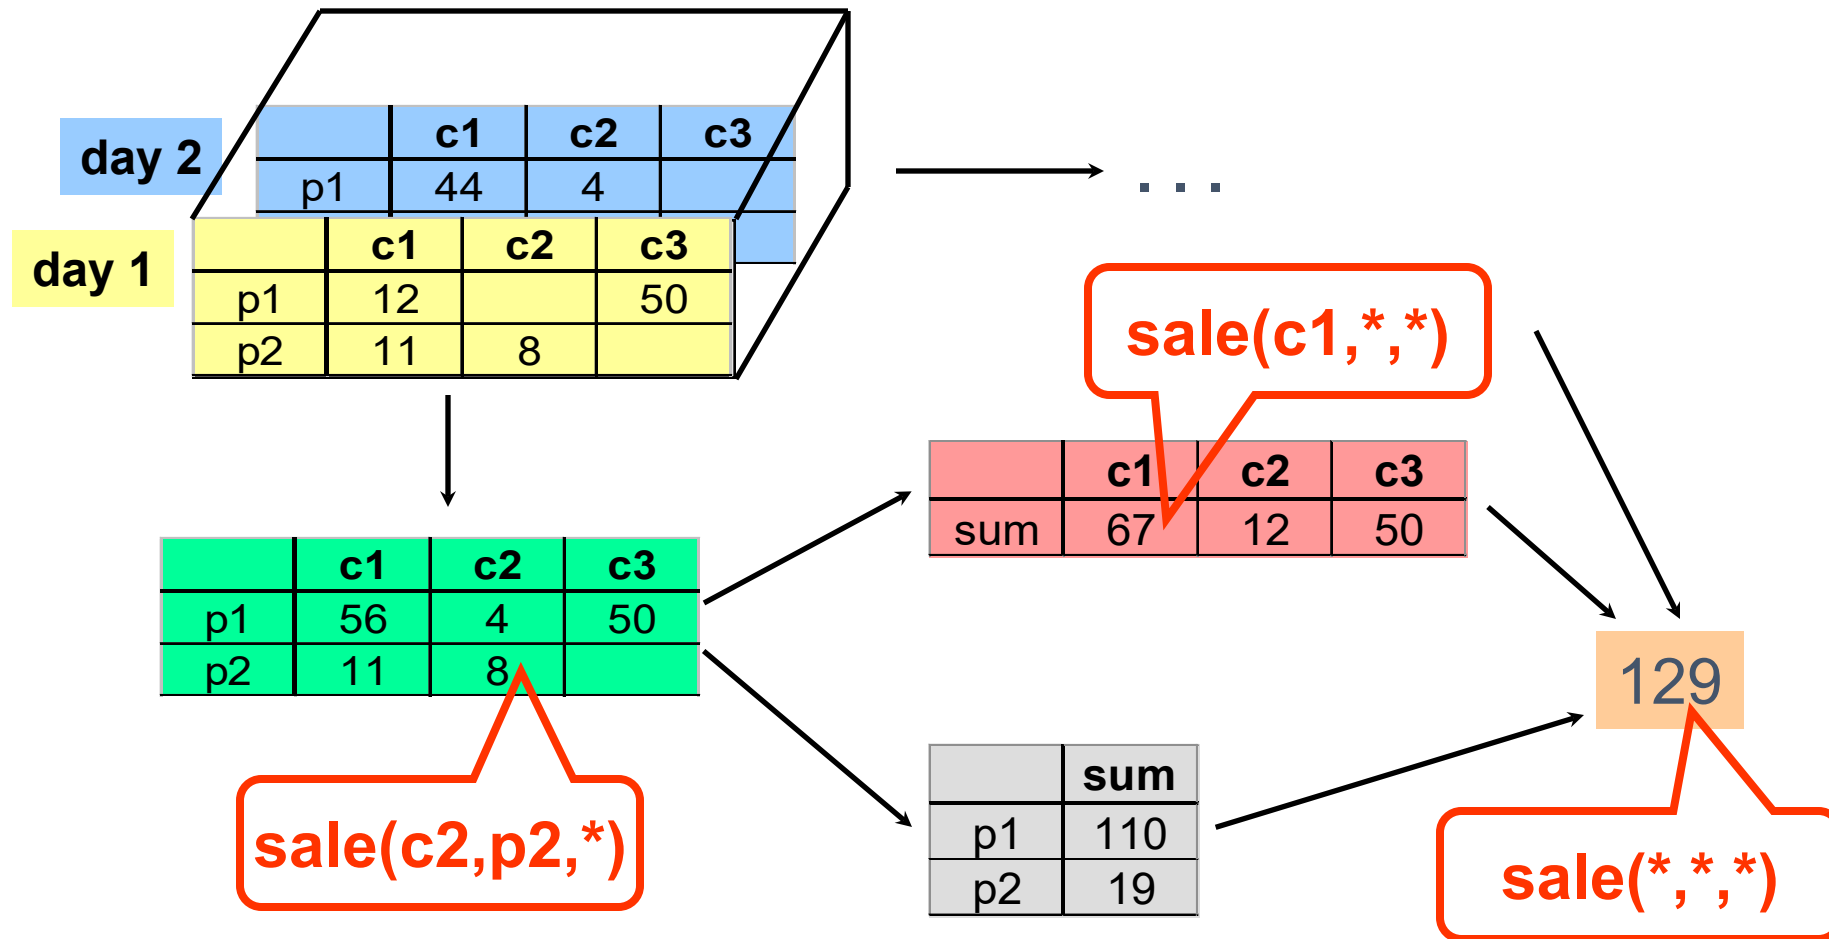 day 2
c1 c2 c3
p1 44 4
day 1
c1 c2 c3
p1 12 50
p2 11 8
. . .
sale(c1,*,*)
c1 c2 c3
sum 67 12 50
c1 c2 c3
p1 56 4 50
p2 11 8
129
sale(c2,p2,*)
sum
p1 110
p2 19
sale(*,*,*)